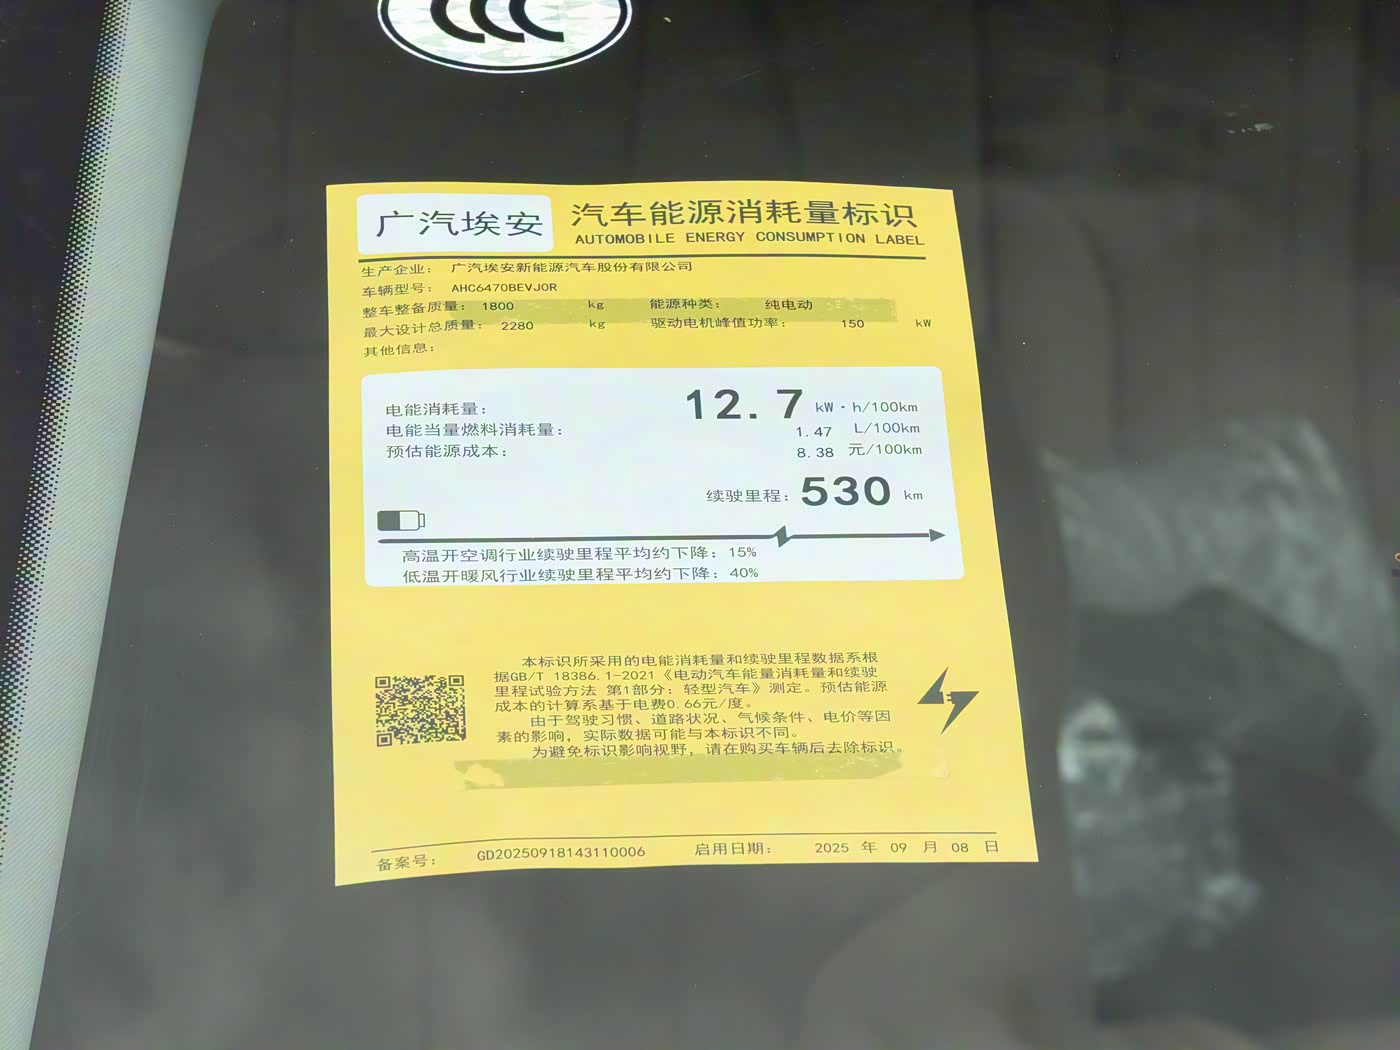 CCC
广汽埃安 汽车能源消耗量标识
AUTOMOBILE ENERGY CONSUMPTION LABEL
生产企业: 广汽埃安新能源汽车股份有限公司
车辆型号: AHC6470BEVJOR
整车整备质量: 1800 kg 能源种类: 纯电动
最大设计总质量: 2280 kg 驱动电机峰值功率: 150 kW
其他信息:
电能消耗量: 12.7 kW·h/100km
电能当量燃料消耗量: 1.47 L/100km
预估能源成本: 8.38 元/100km
续驶里程: 530 km
高温开空调行业续驶里程平均约下降: 15%
低温开暖风行业续驶里程平均约下降: 40%
本标识所采用的电能消耗量和续驶里程数据系根
据GB/T 18386.1-2021《电动汽车能量消耗量和续驶
里程试验方法 第1部分: 轻型汽车》测定。预估能源
成本的计算系基于电费0.66元/度。
由于驾驶习惯、道路状况、气候条件、电价等因
素的影响, 实际数据可能与本标识不同。
为避免标识影响视野, 请在购买车辆后去除标识。
备案号: GD20250918143110006 启用日期: 2025 年 09 月 08 日